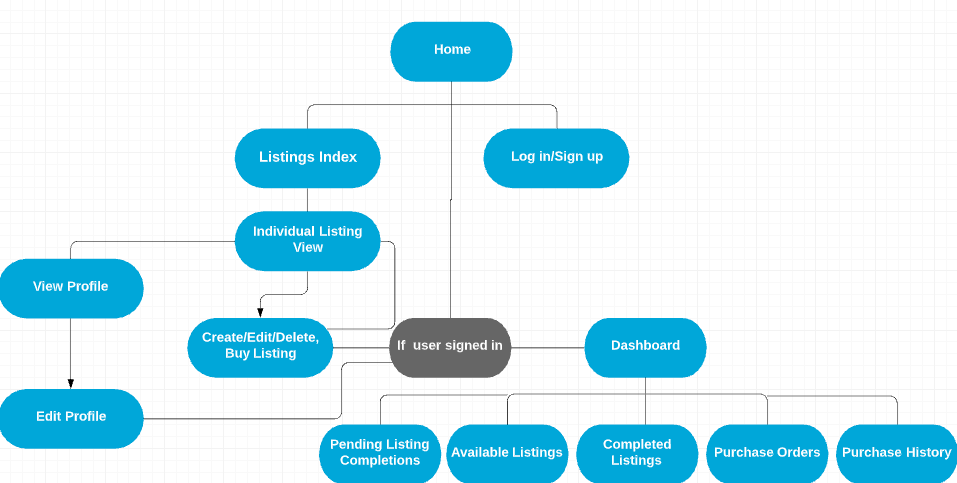 Home
Listings Index
Log in/Sign up
Individual Listing
View
View Profile
Create/Edit/Delete,
Buy Listing
If  user signed in
Dashboard
Edit Profile
Pending Listing
Completions
Available Listings
Completed
Listings
Purchase Orders
Purchase History